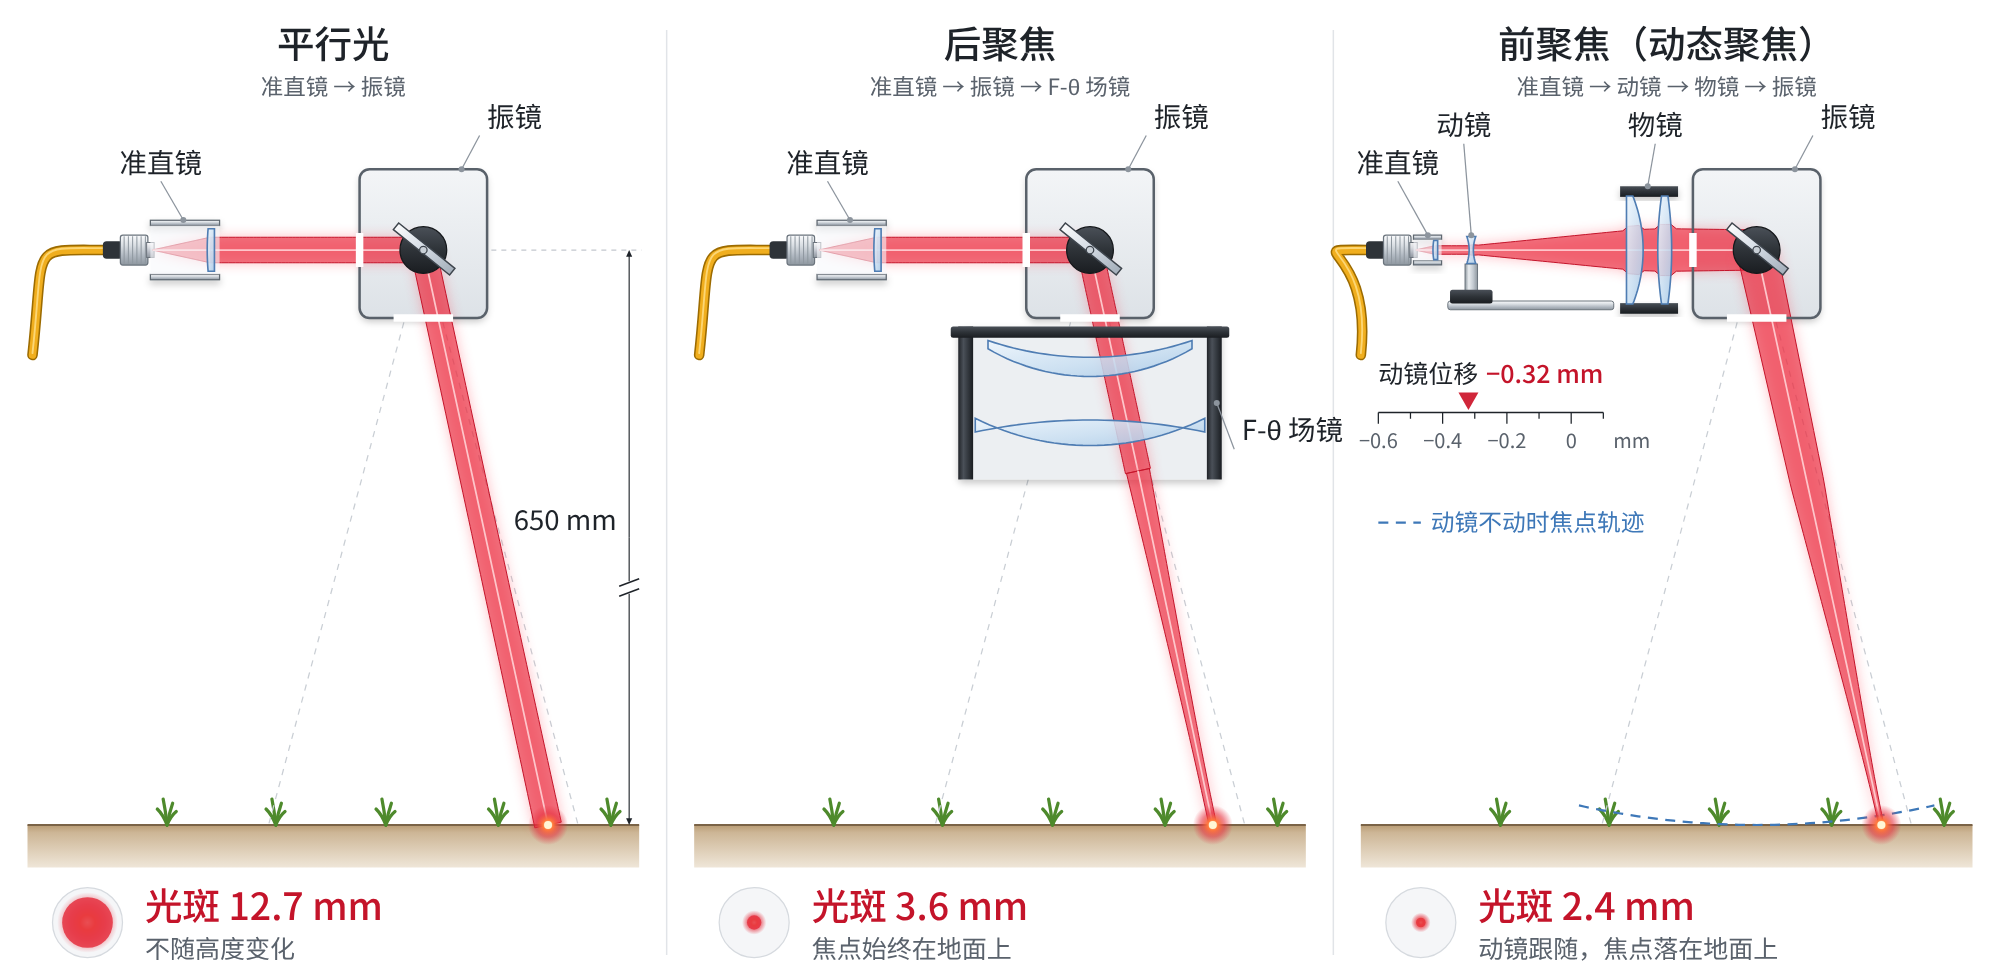 平行光
准直镜 → 振镜
振镜
准直镜
650 mm
光斑 12.7 mm
不随高度变化
后聚焦
准直镜 → 振镜 → F-θ 场镜
振镜
准直镜
F-θ 场镜
光斑 3.6 mm
焦点始终在地面上
前聚焦（动态聚焦）
准直镜 → 动镜 → 物镜 → 振镜
动镜
物镜
振镜
准直镜
动镜位移 −0.32 mm
−0.6 −0.4 −0.2 0 mm
动镜不动时焦点轨迹
光斑 2.4 mm
动镜跟随，焦点落在地面上